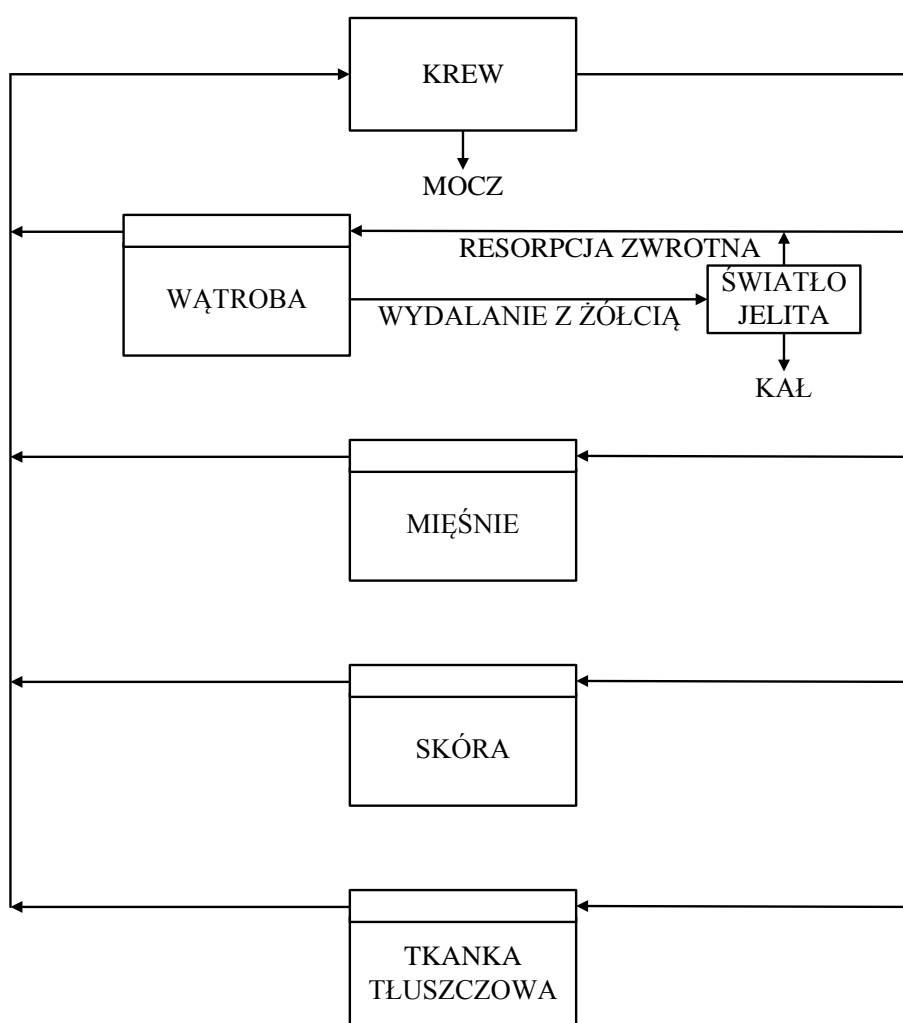 KREW
MOCZ
RESORPCJA ZWROTNA
WĄTROBA
WYDALANIE Z ŻÓŁCIĄ
ŚWIATŁO
JELITA
KAŁ
MIĘŚNIE
SKÓRA
TKANKA
TŁUSZCZOWA